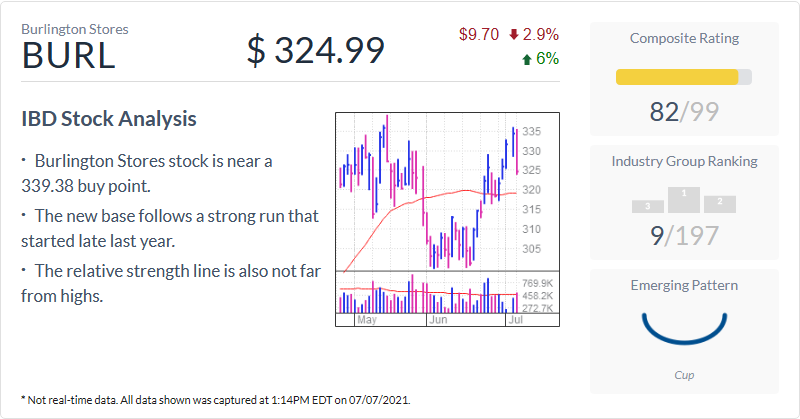 Burlington Stores
BURL
$ 324.99
$9.70 2.9%
6%
IBD Stock Analysis
· Burlington Stores stock is near a
339.38 buy point.
· The new base follows a strong run that
started late last year.
· The relative strength line is also not far
from highs.
335
330
325
320
315
310
305
769.9K
458.2K
272.7K
May
Jun
Jul
Composite Rating
82/99
Industry Group Ranking
3
1
2
9/197
Emerging Pattern
Cup
* Not real-time data. All data shown was captured at 1:14PM EDT on 07/07/2021.